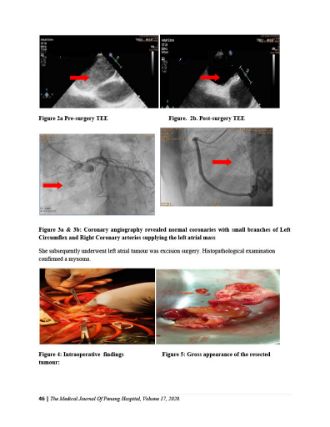 Figure 2a Pre-surgery TEE
Figure. 2b. Post-surgery TEE
Figure 3a & 3b: Coronary angiography revealed normal coronaries with small branches of Left
Circumflex and Right Coronary arteries supplying the left atrial mass
She subsequently underwent left atrial tumour was excision surgery. Histopathological examination
confirmed a myxoma.
Figure 4: Intraoperative findings
Figure 5: Gross appearance of the resected
tumour:
46 | The Medical Journal Of Penang Hospital, Volume 17, 2020.